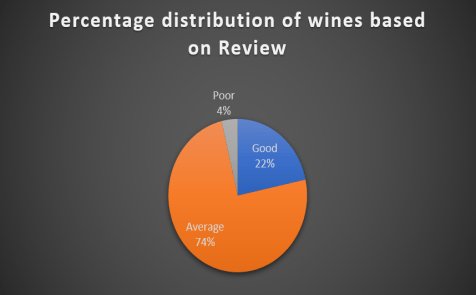 Percentage distribution of wines based
on Review
Poor
4%
Good
22%
Average
74%